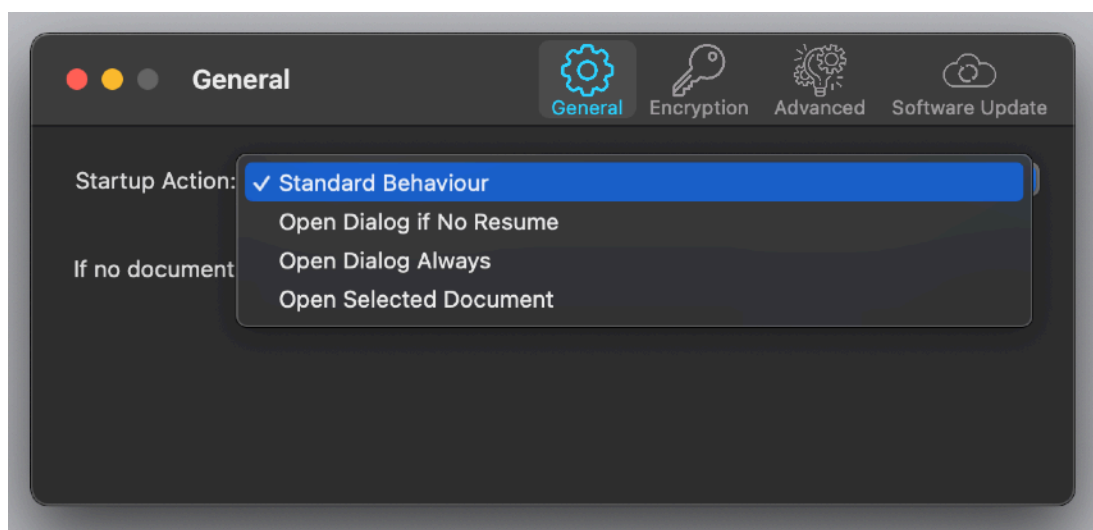 General
General Encryption Advanced Software Update
Startup Action: ✓ Standard Behaviour
Open Dialog if No Resume
If no document Open Dialog Always
Open Selected Document